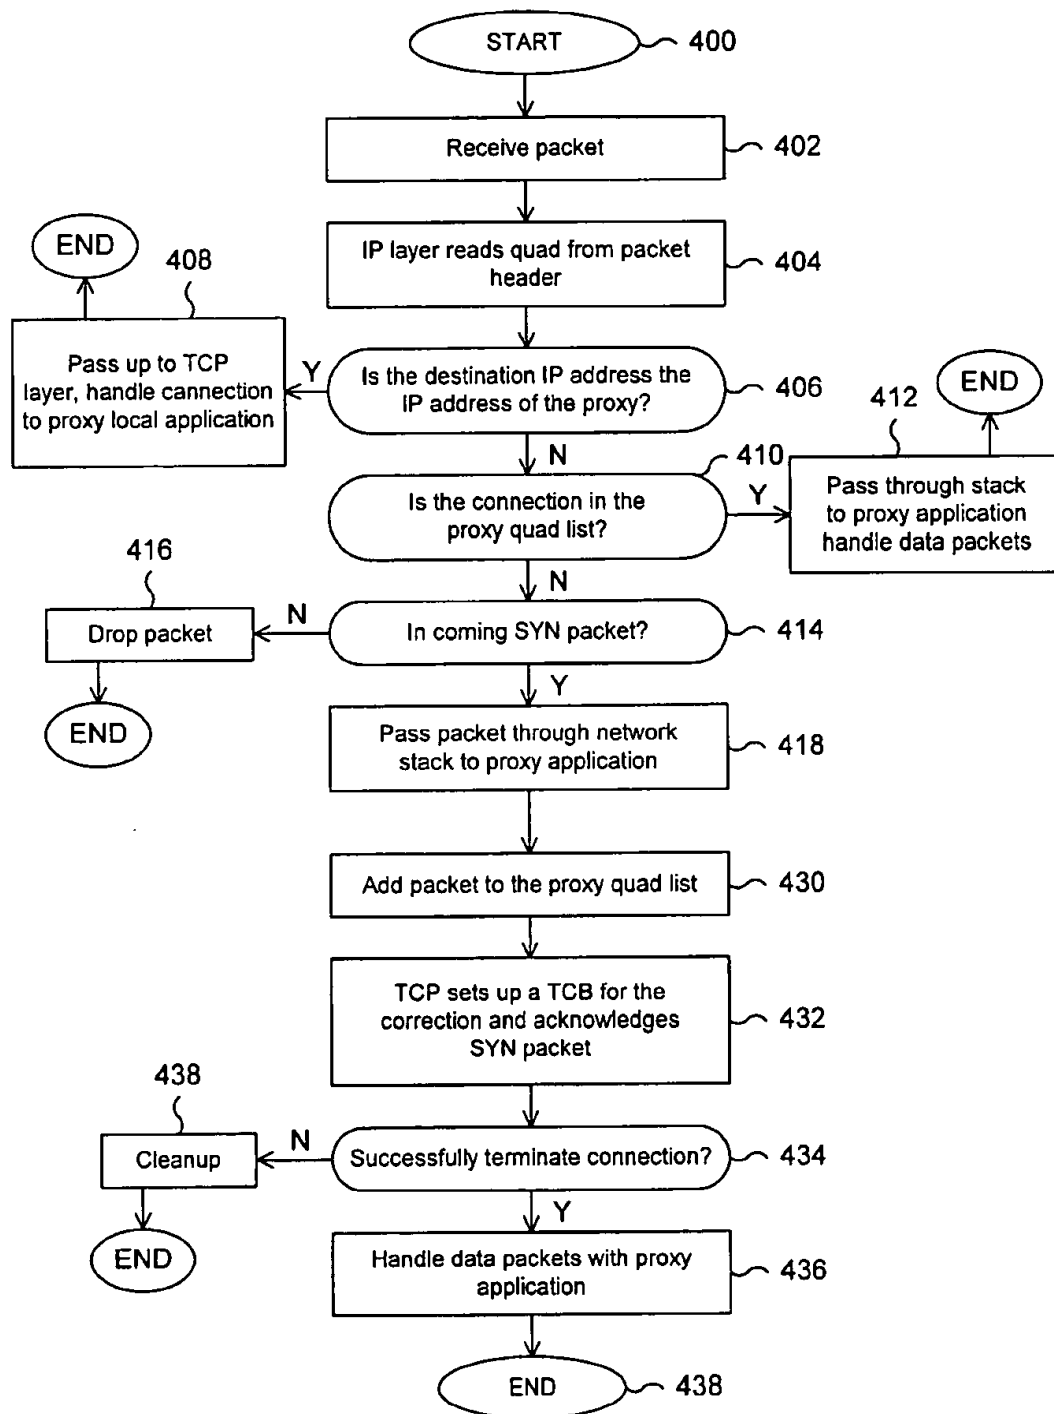 START
400
Receive packet
402
IP layer reads quad from packet
header
404
END
408
Pass up to TCP
layer, handle cannection
to proxy local application
Y
Is the destination IP address the
IP address of the proxy?
406
N
END
412
410
Is the connection in the
proxy quad list?
Y
Pass through stack
to proxy application
handle data packets
N
416
Drop packet
N
In coming SYN packet?
414
END
Y
Pass packet through network
stack to proxy application
418
Add packet to the proxy quad list
430
TCP sets up a TCB for the
correction and acknowledges
SYN packet
432
438
Cleanup
N
Successfully terminate connection?
434
END
Y
Handle data packets with proxy
application
436
END
438